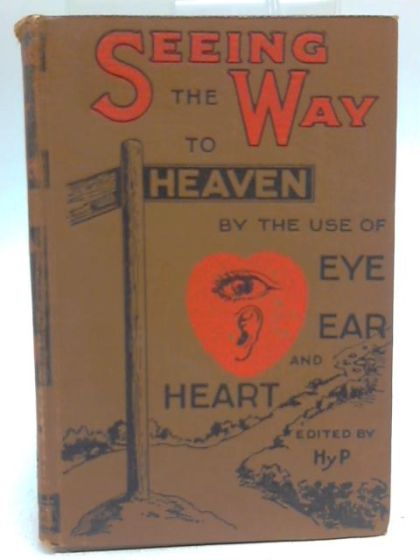 SEEING
THE WAY
TO
HEAVEN
BY THE USE OF
EYE
EAR
AND
HEART
EDITED BY
HyP